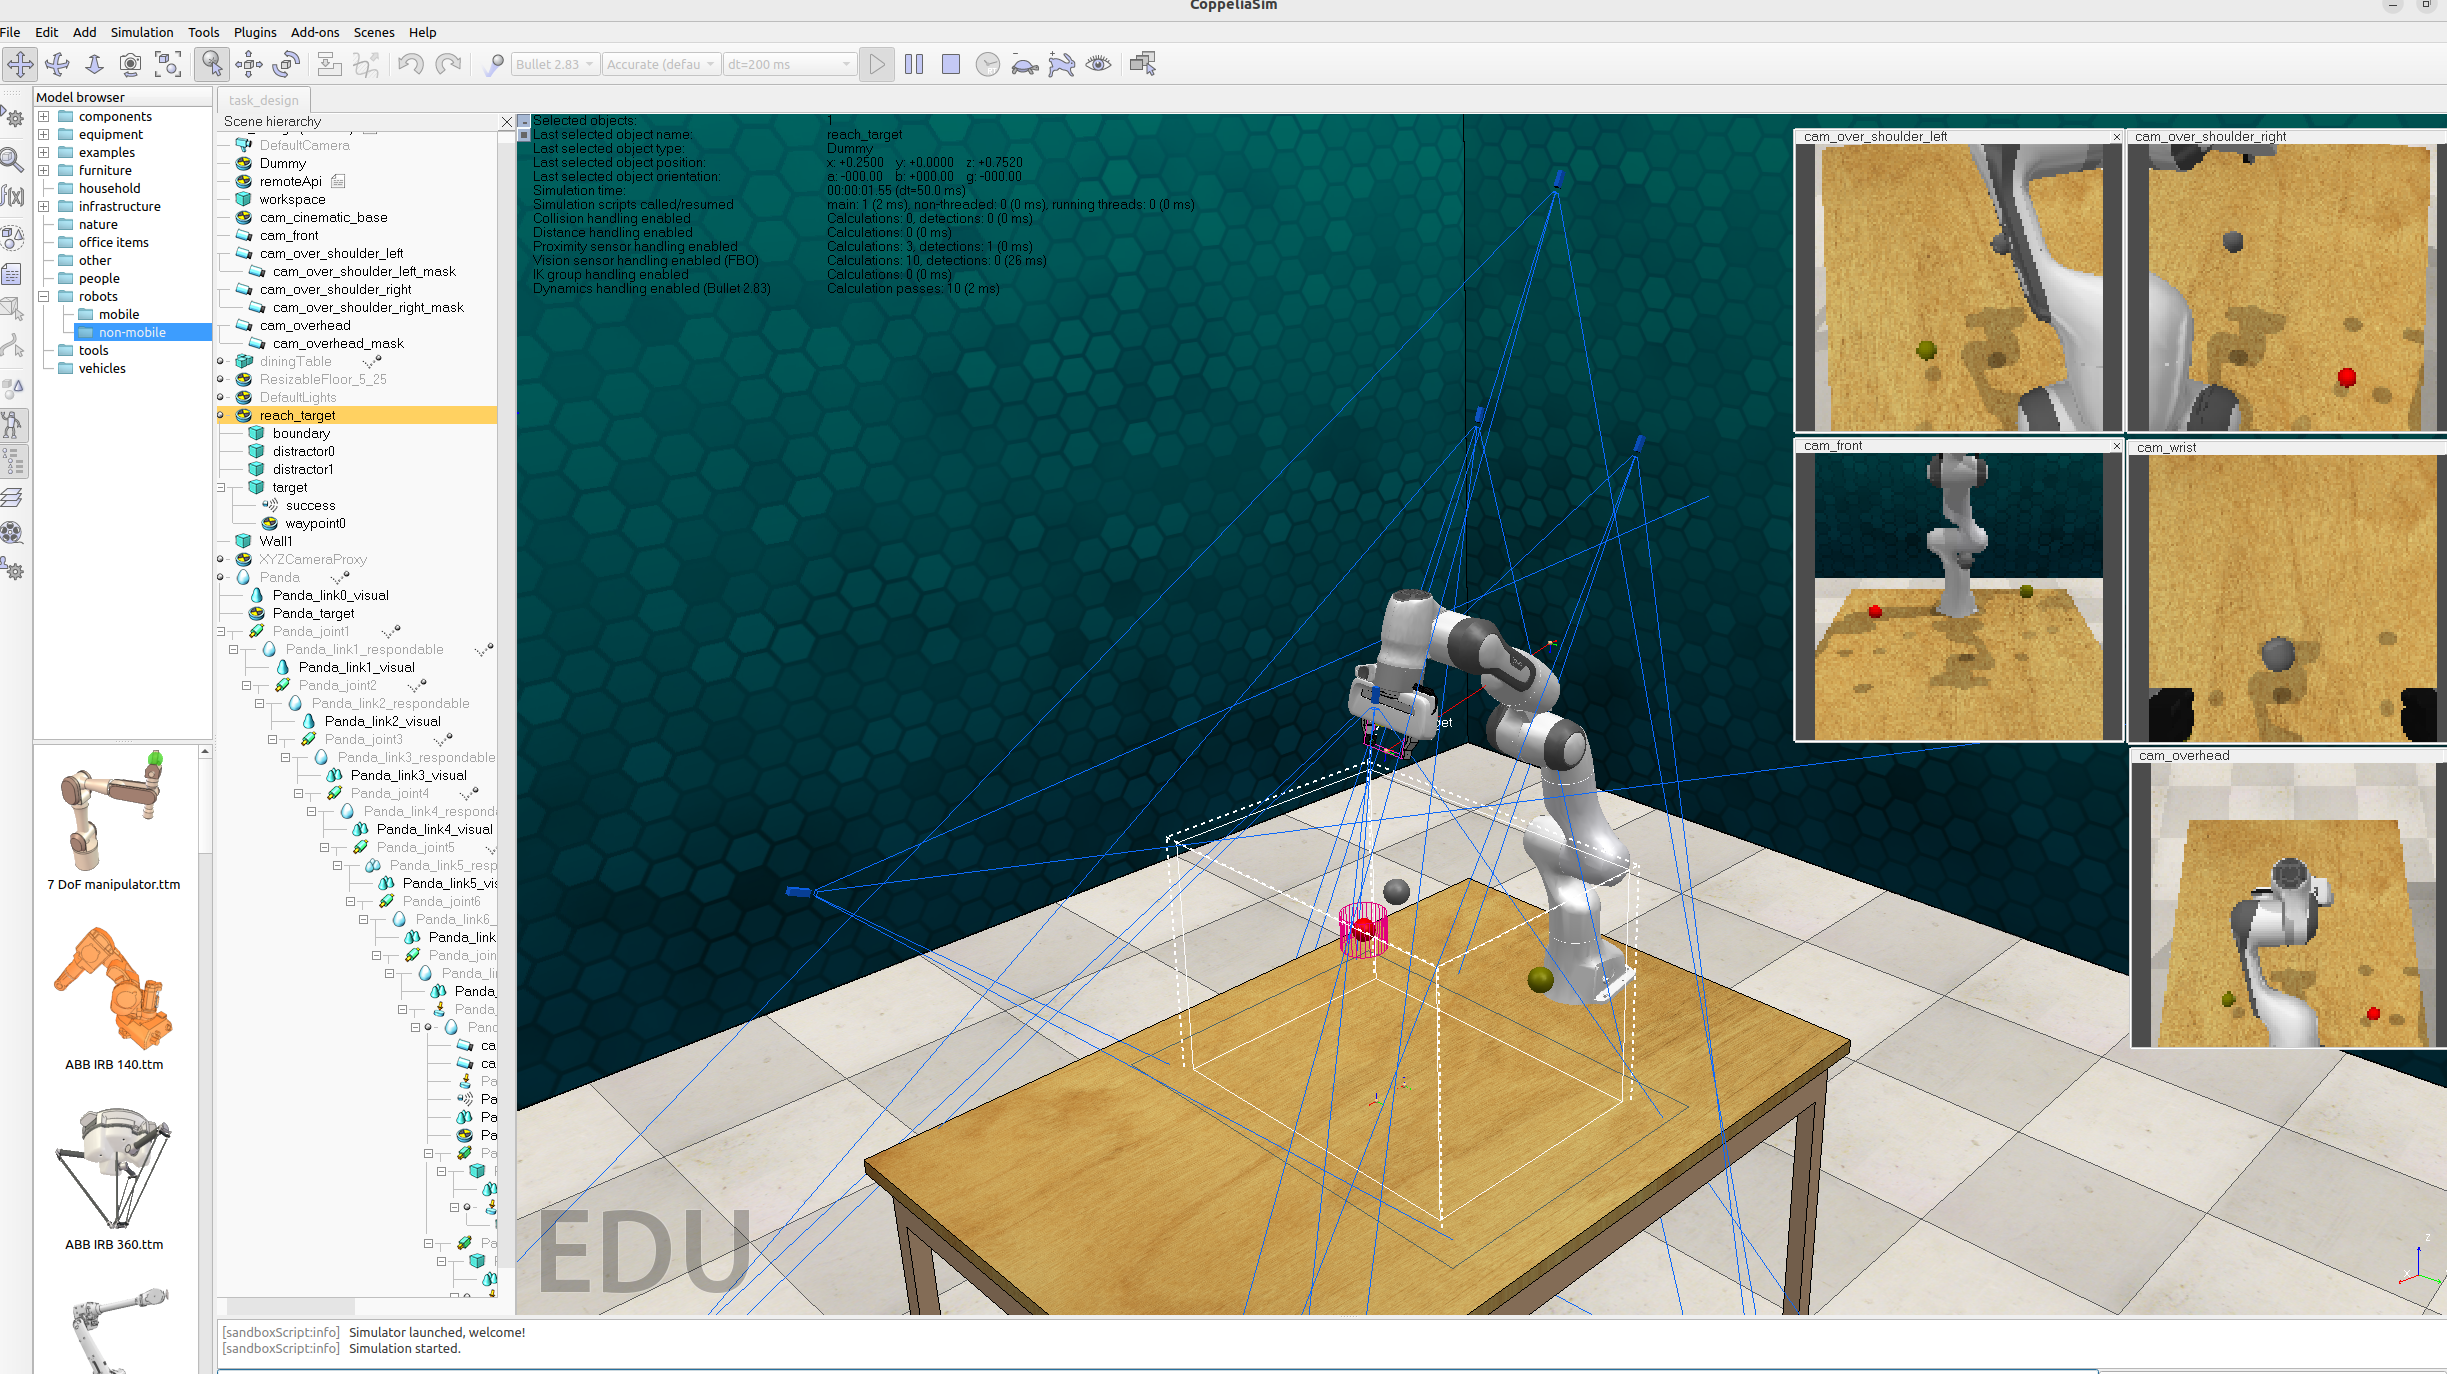 CoppeliaSim
File Edit Add Simulation Tools Plugins Add-ons Scenes Help
Bullet 2.83 Accurate (defau dt=200 ms
Model browser
components
equipment
examples
furniture
household
infrastructure
nature
office items
other
people
robots
mobile
non-mobile
tools
vehicles
7 DoF manipulator.ttm
ABB IRB 140.ttm
ABB IRB 360.ttm
task_design
Scene hierarchy
DefaultCamera
Dummy
remoteApi
workspace
cam_cinematic_base
cam_front
cam_over_shoulder_left
cam_over_shoulder_left_mask
cam_over_shoulder_right
cam_over_shoulder_right_mask
cam_overhead
cam_overhead_mask
diningTable
ResizableFloor_5_25
DefaultLights
reach_target
boundary
distractor0
distractor1
target
success
waypoint0
Wall1
XYZCameraProxy
Panda
Panda_link0_visual
Panda_target
Panda_joint1
Panda_link1_respondable
Panda_link1_visual
Panda_joint2
Panda_link2_respondable
Panda_link2_visual
Panda_joint3
Panda_link3_respondable
Panda_link3_visual
Panda_joint4
Panda_link4_responda
Panda_link4_visual
Panda_joint5
Panda_link5_resp
Panda_link5_vis
Panda_joint6
Panda_link6_
Panda_link
Panda_join
Panda_li
Panda_
Panda_
Pand
ca
ca
Pa
Pa
Pa
Pa
Pa
Pa
Selected objects: 1
Last selected object name: reach_target
Last selected object type: Dummy
Last selected object position: x: +0.2500 y: +0.0000 z: +0.7520
Last selected object orientation: a: -000.00 b: +000.00 g: -000.00
Simulation time: 00:00:01.55 (dt=50.0 ms)
Simulation scripts called/resumed main: 1 (2 ms), non-threaded: 0 (0 ms), running threads: 0 (0 ms)
Collision handling enabled Calculations: 0, detections: 0 (0 ms)
Distance handling enabled Calculations: 0 (0 ms)
Proximity sensor handling enabled Calculations: 3, detections: 1 (0 ms)
Vision sensor handling enabled (FBO) Calculations: 10, detections: 0 (26 ms)
IK group handling enabled Calculations: 0 (0 ms)
Dynamics handling enabled (Bullet 2.83) Calculation passes: 10 (2 ms)
get
EDU
cam_over_shoulder_left
cam_over_shoulder_right
cam_front
cam_wrist
cam_overhead
z
[sandboxScript:info] Simulator launched, welcome!
[sandboxScript:info] Simulation started.